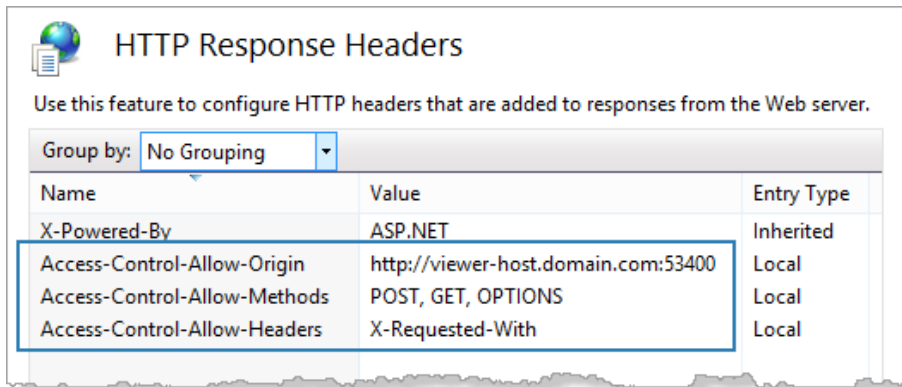 HTTP Response Headers
Use this feature to configure HTTP headers that are added to responses from the Web server.
Group by: No Grouping
Name Value Entry Type
X-Powered-By ASP.NET Inherited
Access-Control-Allow-Origin http://viewer-host.domain.com:53400 Local
Access-Control-Allow-Methods POST, GET, OPTIONS Local
Access-Control-Allow-Headers X-Requested-With Local